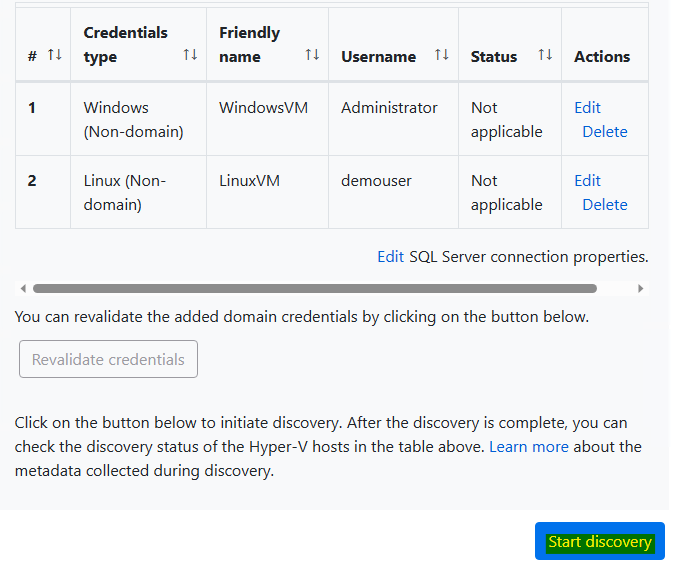 # Credentials type Friendly name Username Status Actions
1 Windows (Non-domain) WindowsVM Administrator Not applicable Edit Delete
2 Linux (Non-domain) LinuxVM demouser Not applicable Edit Delete
Edit SQL Server connection properties.
You can revalidate the added domain credentials by clicking on the button below.
Revalidate credentials
Click on the button below to initiate discovery. After the discovery is complete, you can
check the discovery status of the Hyper-V hosts in the table above. Learn more about the
metadata collected during discovery.
Start discovery